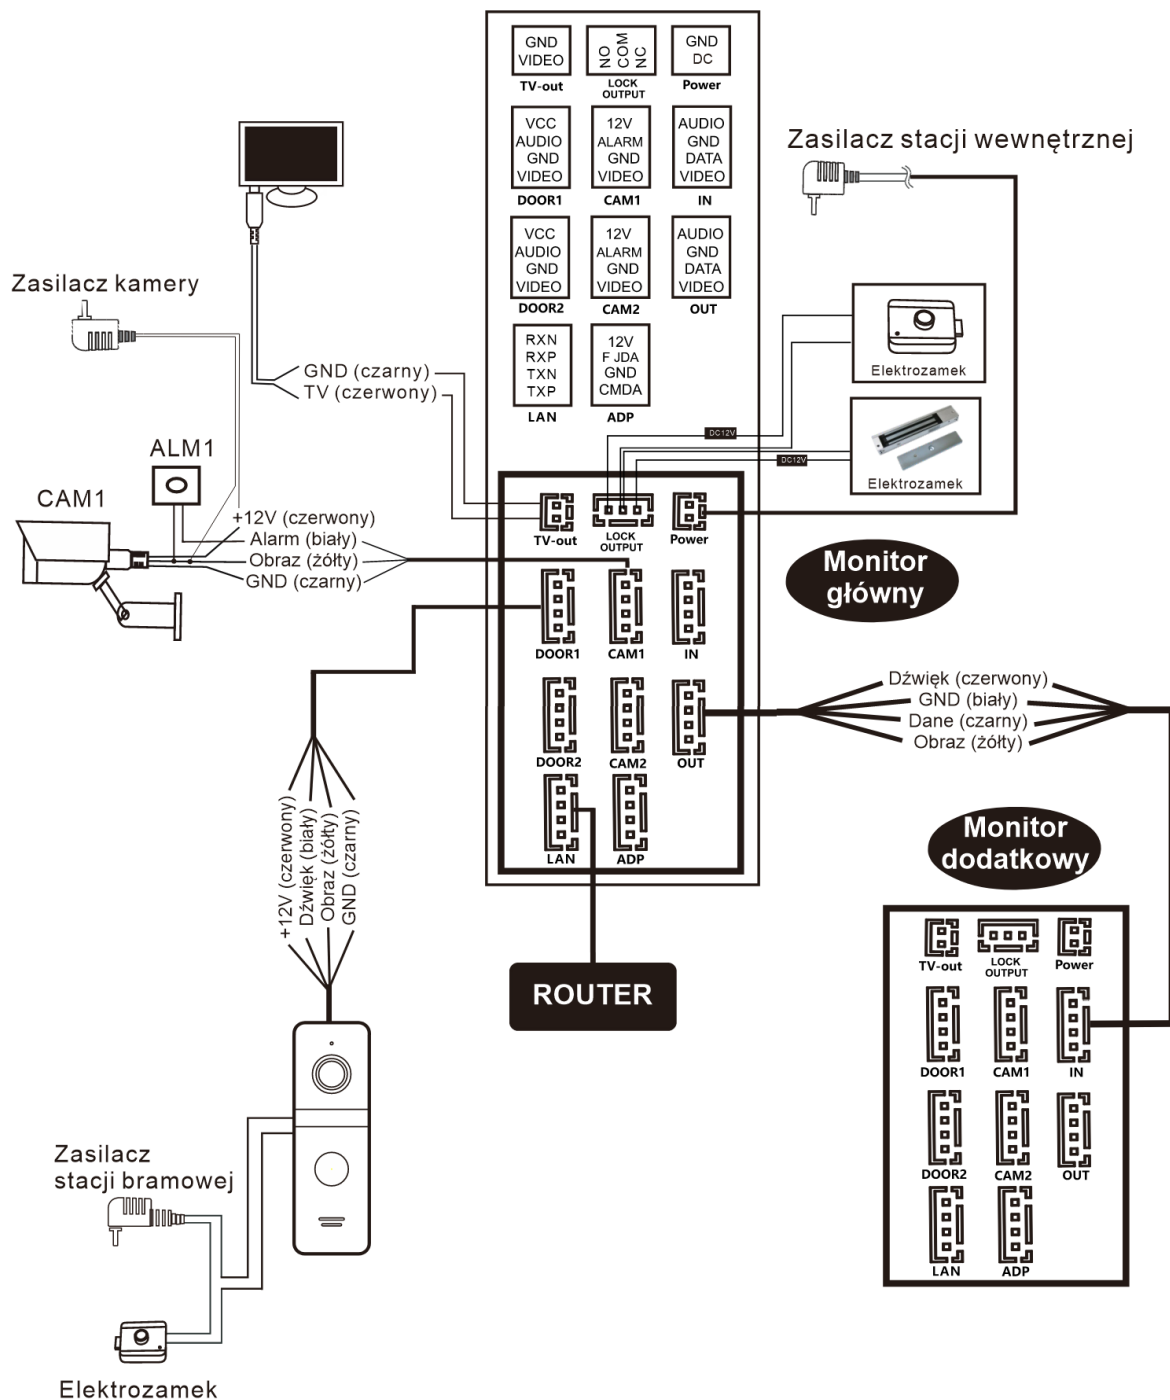 GND
VIDEO
TV-out
NO
COM
NC
LOCK
OUTPUT
GND
DC
Power
VCC
AUDIO
GND
VIDEO
DOOR1
12V
ALARM
GND
VIDEO
CAM1
AUDIO
GND
DATA
VIDEO
IN
VCC
AUDIO
GND
VIDEO
DOOR2
12V
ALARM
GND
VIDEO
CAM2
AUDIO
GND
DATA
VIDEO
OUT
RXN
RXP
TXN
TXP
LAN
12V
F JDA
GND
CMDA
ADP
Zasilacz stacji wewnętrznej
Zasilacz kamery
GND (czarny)
TV (czerwony)
DC12V
DC12V
Elektrozamek
Elektrozamek
ALM1
CAM1
+12V (czerwony)
Alarm (biały)
Obraz (żółty)
GND (czarny)
TV-out
LOCK
OUTPUT
Power
DOOR1
CAM1
IN
DOOR2
CAM2
OUT
LAN
ADP
Monitor
główny
Dźwięk (czerwony)
GND (biały)
Dane (czarny)
Obraz (żółty)
+12V (czerwony)
Dźwięk (biały)
Obraz (żółty)
GND (czarny)
ROUTER
Monitor
dodatkowy
TV-out
LOCK
OUTPUT
Power
DOOR1
CAM1
IN
DOOR2
CAM2
OUT
LAN
ADP
Zasilacz
stacji bramowej
Elektrozamek